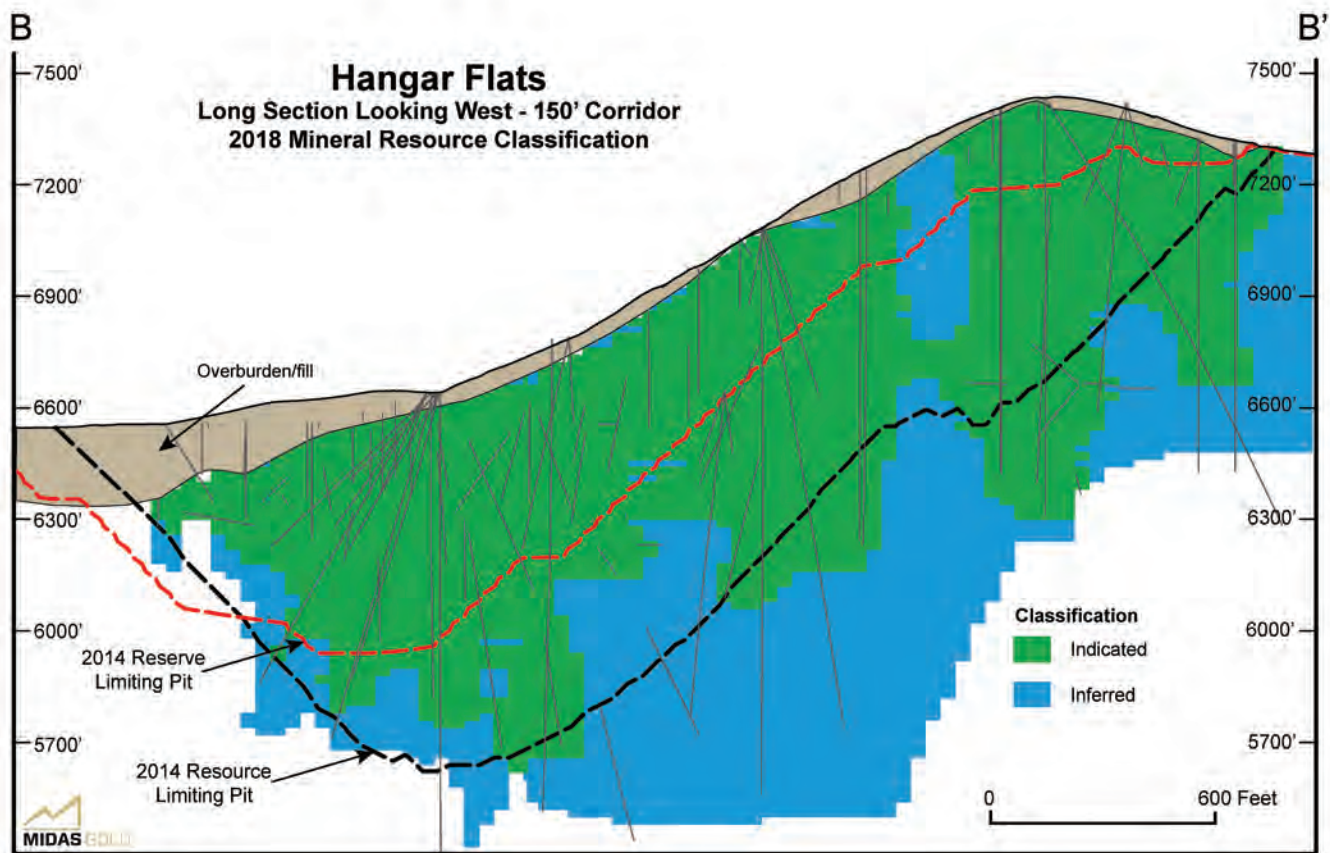 B
B'
Hangar Flats
Long Section Looking West - 150' Corridor
2018 Mineral Resource Classification
7500'
7500'
7200'
7200'
6900'
6900'
Overburden/fill
6600'
6600'
6300'
6300'
6000'
6000'
Classification
Indicated
Inferred
2014 Reserve
Limiting Pit
5700'
5700'
2014 Resource
Limiting Pit
0
600 Feet
MIDAS GOLD